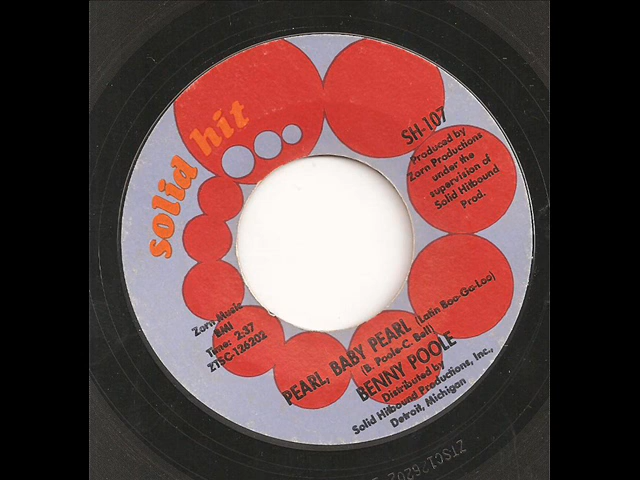 solid hit
SH-107
Produced by
Zorn Productions
under the
supervision of
Solid Hitbound
Prod.
Zorn Music
BMI
Time: 2:37
ZTSC-126202
PEARL, BABY PEARL (Latin Boo-Ga-Loo)
(B. Poole-C. Ball)
BENNY POOLE
Distributed by
Solid Hitbound Productions, Inc.,
Detroit, Michigan
ZTSC126202